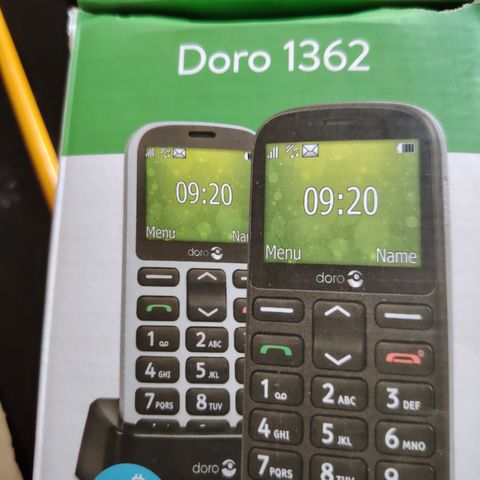 Doro 1362
09:20
Menu
Na
doro
1
2 ABC
4 GHI
5 JKL
7 PQRS
8 TUV
doro
09:20
Menu Name
doro
1
2 ABC
3 DEF
4 GHI
5 JKL
6 MNO
7 PQRS
8 TUV
9